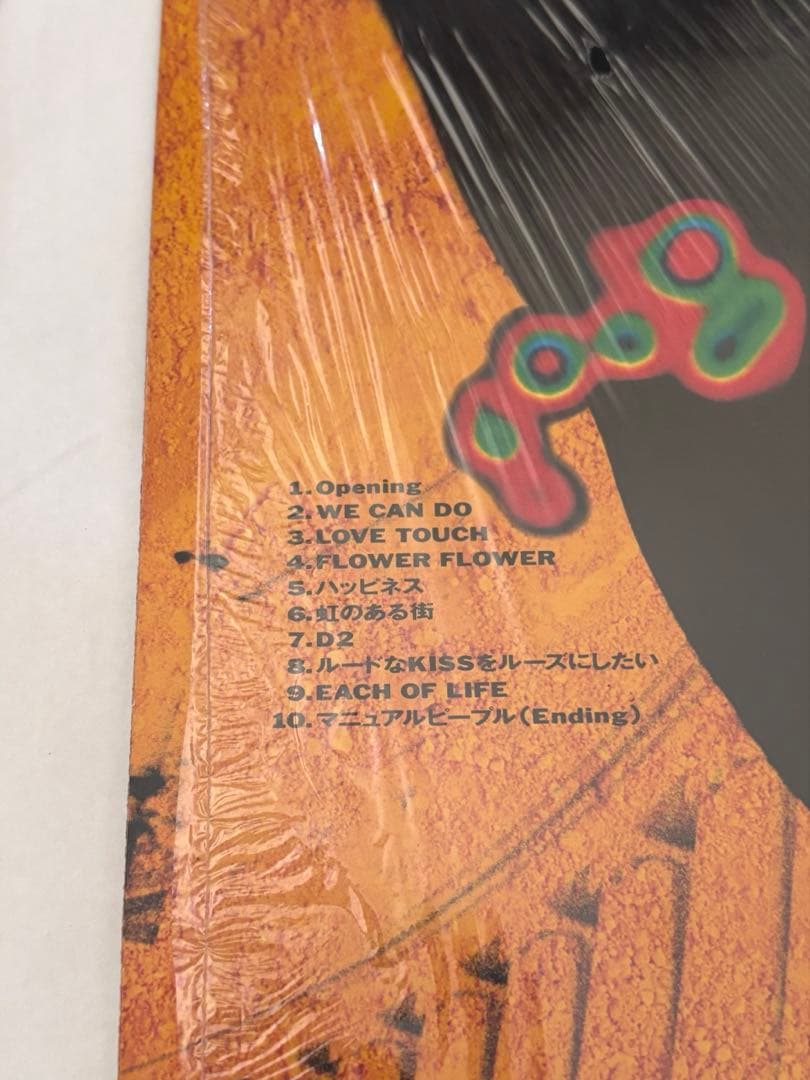 1.Opening
2.WE CAN DO
3.LOVE TOUCH
4.FLOWER FLOWER
5.ハッピネス
6.虹のある街
7.D2
8.ルードなKISSをルーズにしたい
9.EACH OF LIFE
10.マニュアルピープル(Ending)